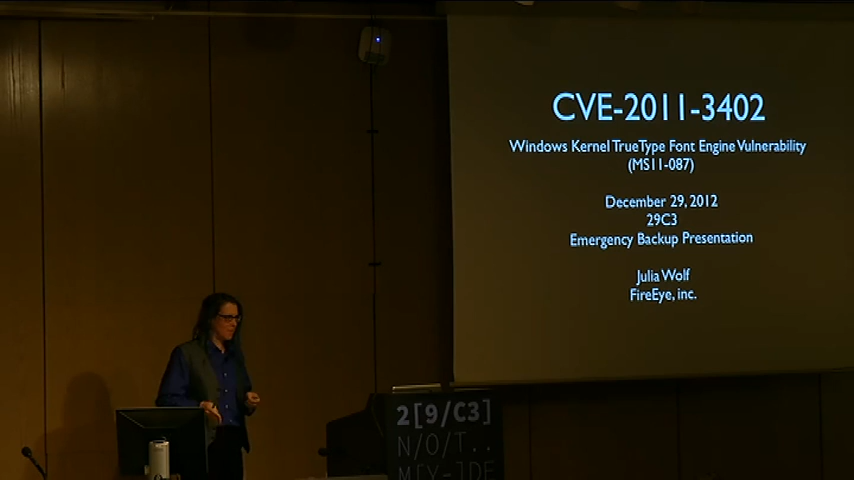 CVE-2011-3402
Windows Kernel TrueType Font Engine Vulnerability
(MS11-087)
December 29, 2012
29C3
Emergency Backup Presentation
Julia Wolf
FireEye, inc.
2[9/C3]
N/O/T..
M[Y-]DE